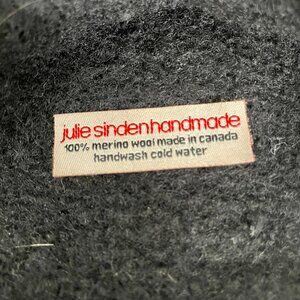 julie sinden handmade
100% merino wool made in canada
handwash cold water